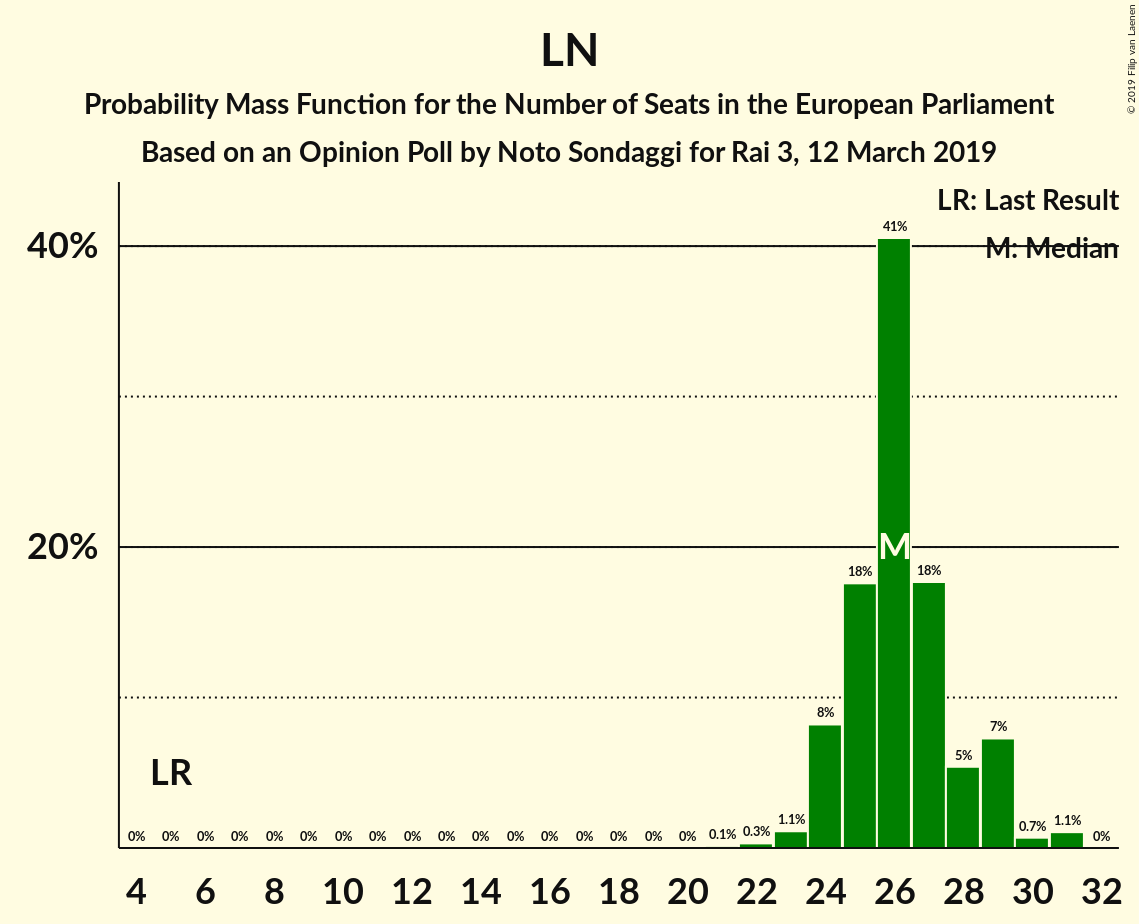 LN
Probability Mass Function for the Number of Seats in the European Parliament
Based on an Opinion Poll by Noto Sondaggi for Rai 3, 12 March 2019
© 2019 Filip van Laenen
LR: Last Result
M: Median
40%
20%
41%
M
18%
18%
8%
7%
5%
LR
0% 0% 0% 0% 0% 0% 0% 0% 0% 0% 0% 0% 0% 0% 0% 0% 0% 0.1% 0.3% 1.1% 0.7% 1.1% 0%
4 6 8 10 12 14 16 18 20 22 24 26 28 30 32